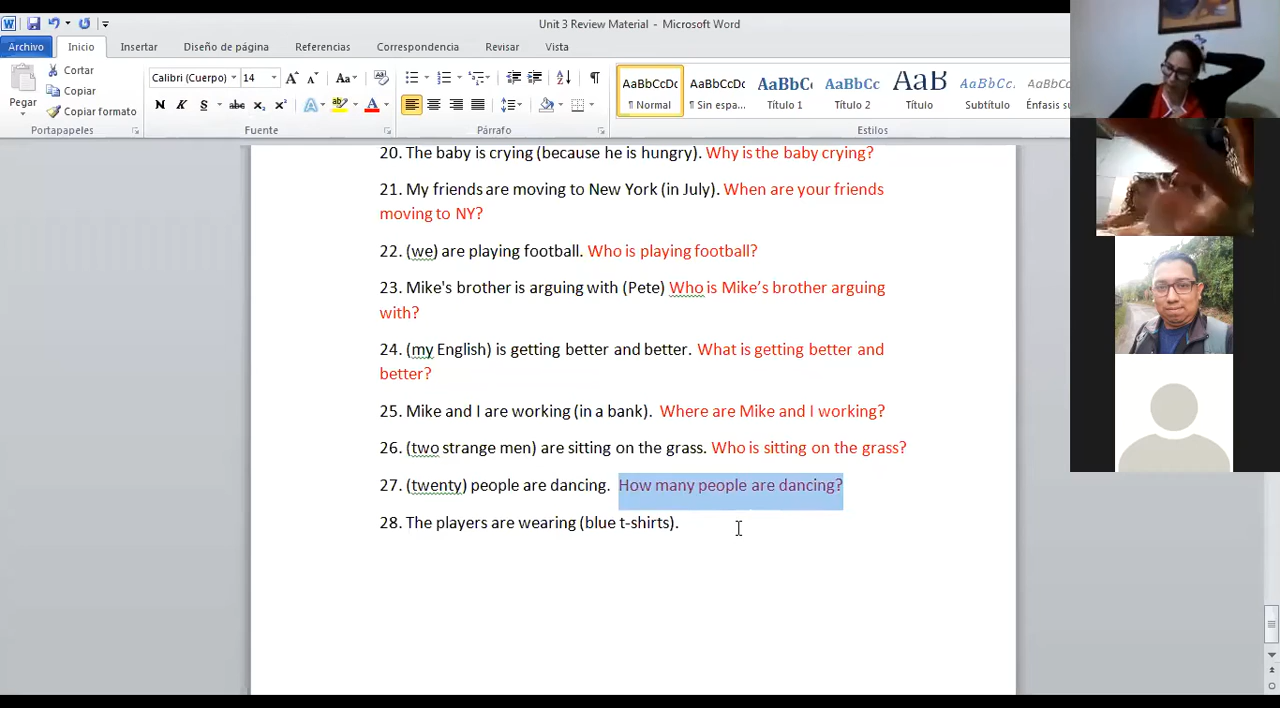 Unit 3 Review Material - Microsoft Word
Archivo Inicio Insertar Diseño de página Referencias Correspondencia Revisar Vista
Pegar
Cortar
Copiar
Copiar formato
Portapapeles
Calibri (Cuerpo) 14
Fuente
Párrafo
AaBbCcDc AaBbCcDc AaBbC AaBbCc AaB AaBbCc. AaBbC
¶ Normal ¶ Sin espa... Título 1 Título 2 Título Subtítulo Énfasis su
Estilos
20. The baby is crying (because he is hungry). Why is the baby crying?
21. My friends are moving to New York (in July). When are your friends
moving to NY?
22. (we) are playing football. Who is playing football?
23. Mike's brother is arguing with (Pete) Who is Mike’s brother arguing
with?
24. (my English) is getting better and better. What is getting better and
better?
25. Mike and I are working (in a bank). Where are Mike and I working?
26. (two strange men) are sitting on the grass. Who is sitting on the grass?
27. (twenty) people are dancing. How many people are dancing?
28. The players are wearing (blue t-shirts).